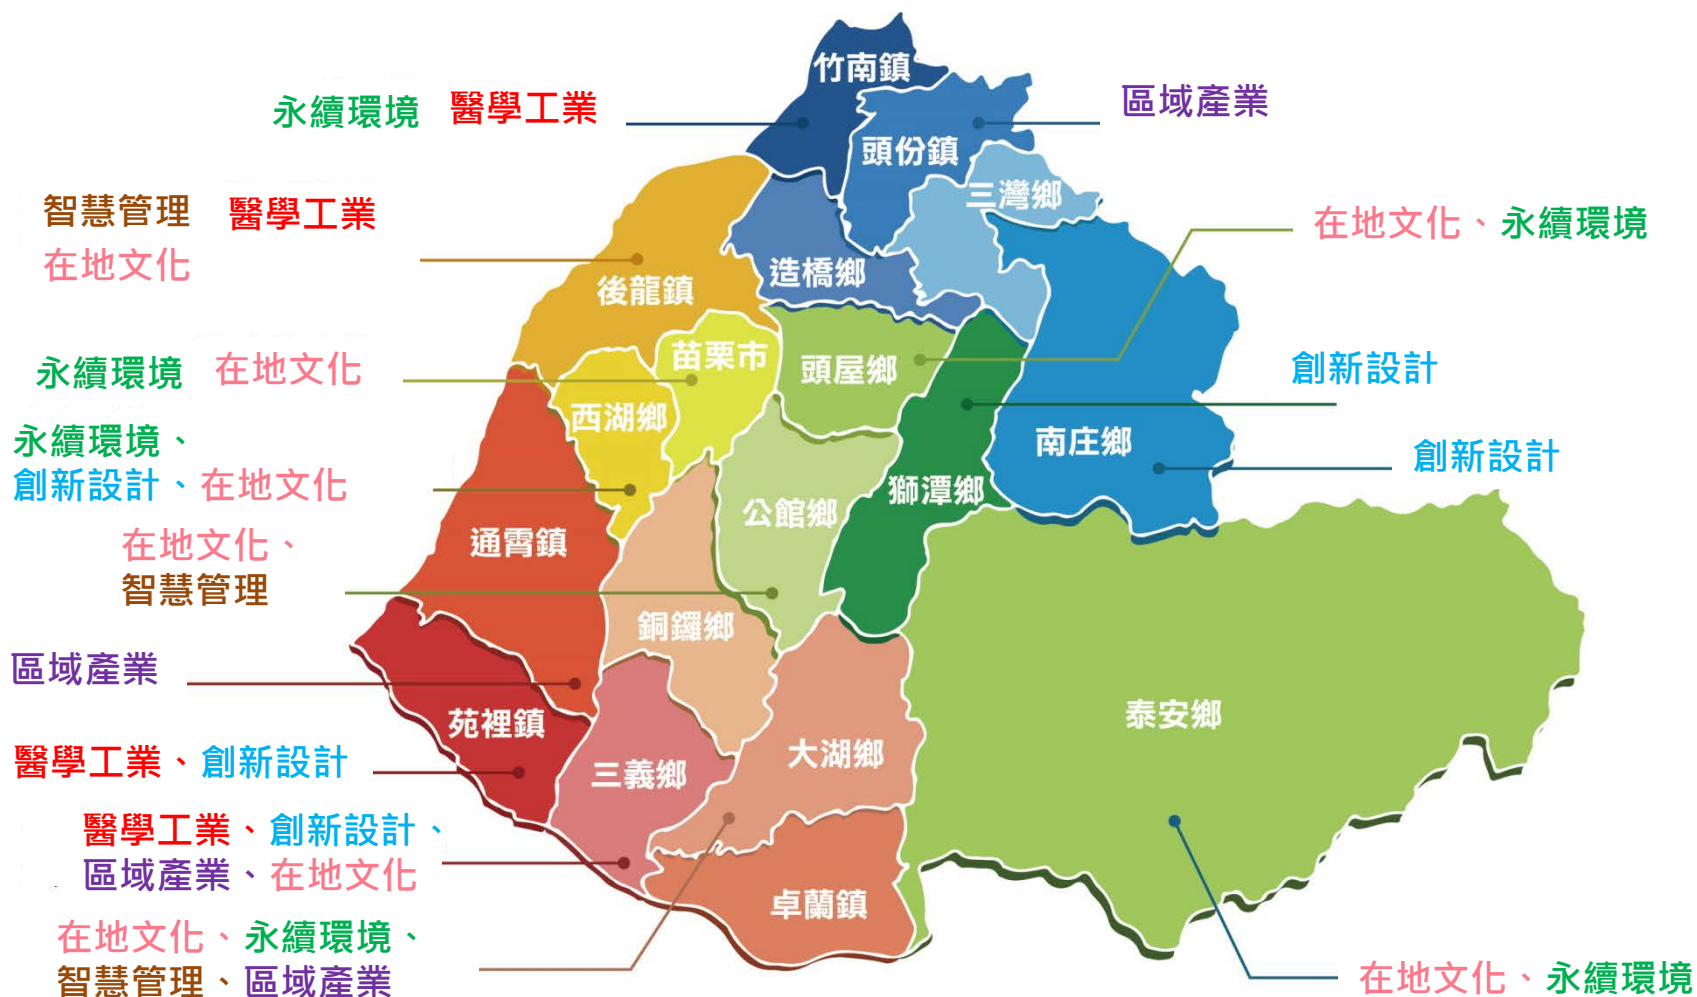 竹南鎮
永續環境 醫學工業
區域產業
頭份鎮
三灣鄉
智慧管理 醫學工業
在地文化
在地文化、永續環境
造橋鄉
後龍鎮
苗栗市
頭屋鄉
永續環境 在地文化
創新設計
西湖鄉
南庄鄉
永續環境、
創新設計、在地文化
創新設計
獅潭鄉
公館鄉
通霄鎮
在地文化、
智慧管理
銅鑼鄉
區域產業
苑裡鎮
泰安鄉
大湖鄉
醫學工業、創新設計
三義鄉
醫學工業、創新設計、
區域產業、在地文化
卓蘭鎮
在地文化、永續環境、
智慧管理、區域產業
在地文化、永續環境